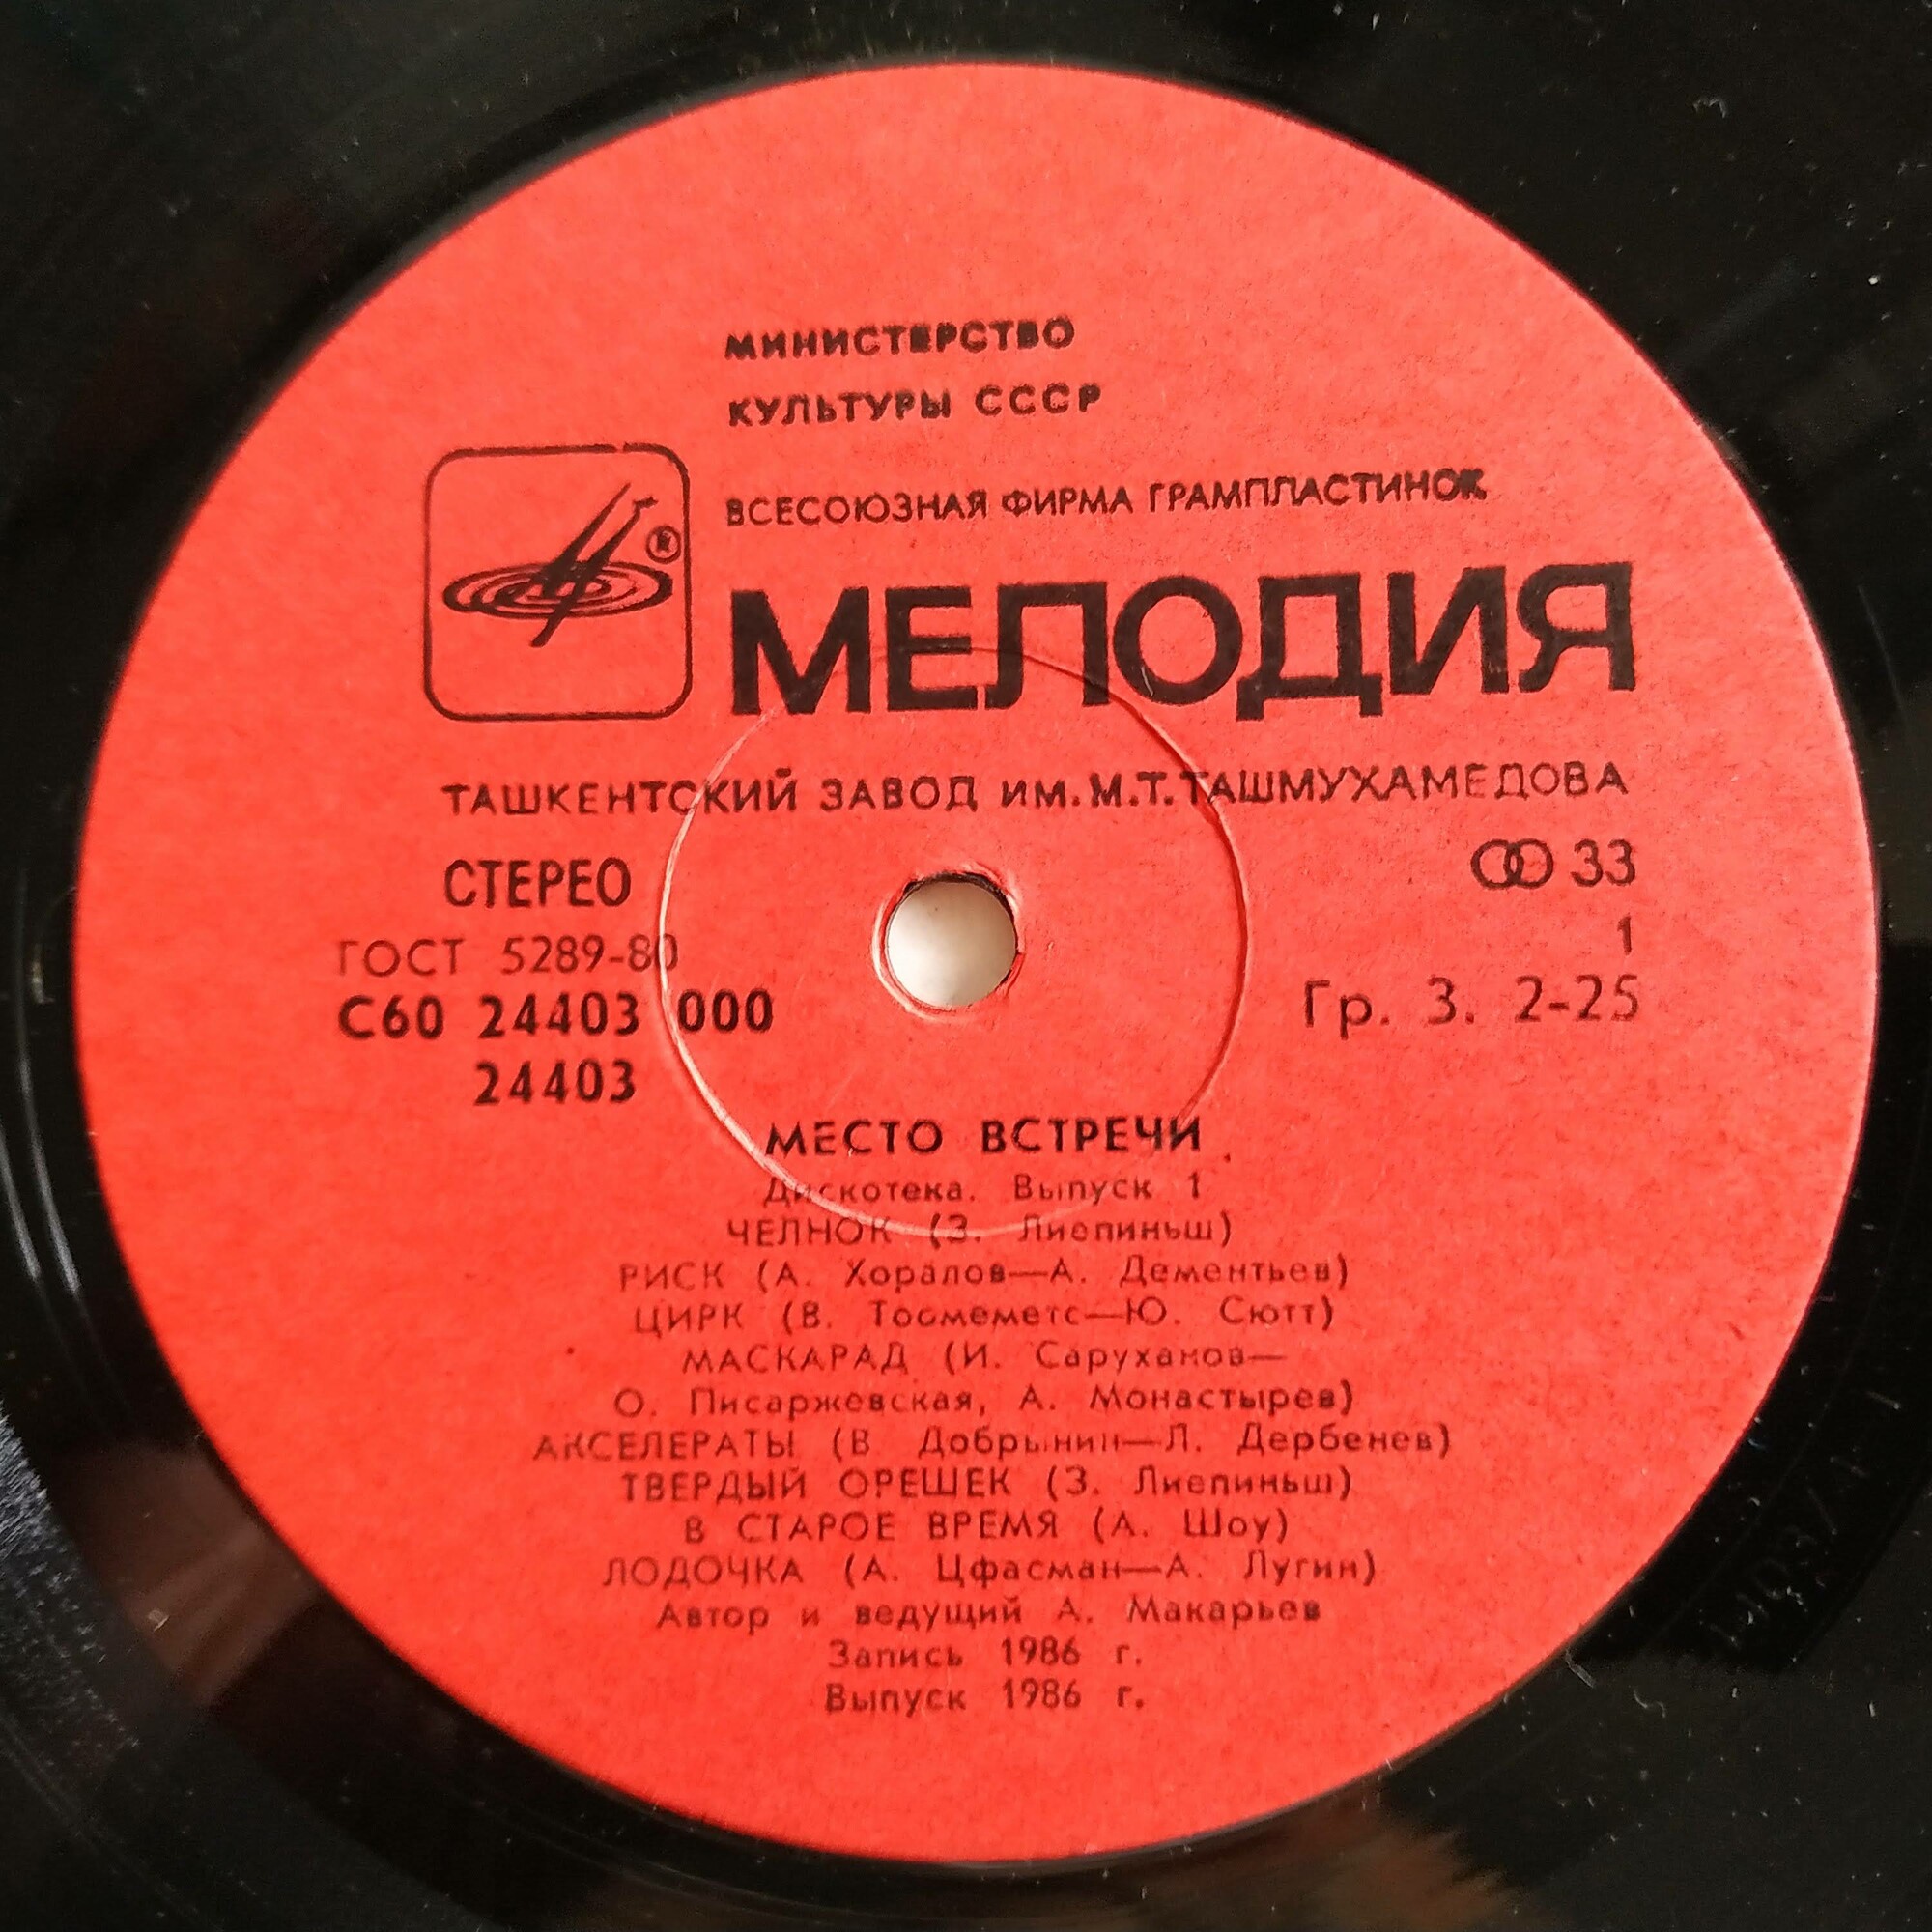 МИНИСТЕРСТВО
КУЛЬТУРЫ СССР
ВСЕСОЮЗНАЯ ФИРМА ГРАМПЛАСТИНОК
®
МЕЛОДИЯ
ТАШКЕНТСКИЙ ЗАВОД ИМ. М.Т. ТАШМУХАМЕДОВА
СТЕРЕО
33
ГОСТ 5289-80
1
С60 24403 000
Гр. 3. 2-25
24403
МЕСТО ВСТРЕЧИ
Дискотека. Выпуск 1
ЧЕЛНОК (З. Лиепиньш)
РИСК (А. Хоралов—А. Дементьев)
ЦИРК (В. Тоомеметс—Ю. Сютт)
МАСКАРАД (И. Саруханов—
О. Писаржевская, А. Монастырев)
АКСЕЛЕРАТЫ (В Добрынин—Л. Дербенев)
ТВЕРДЫЙ ОРЕШЕК (З. Лиепиньш)
В СТАРОЕ ВРЕМЯ (А. Шоу)
ЛОДОЧКА (А. Цфасман—А. Лугин)
Автор и ведущий А. Макарьев
Запись 1986 г.
Выпуск 1986 г.